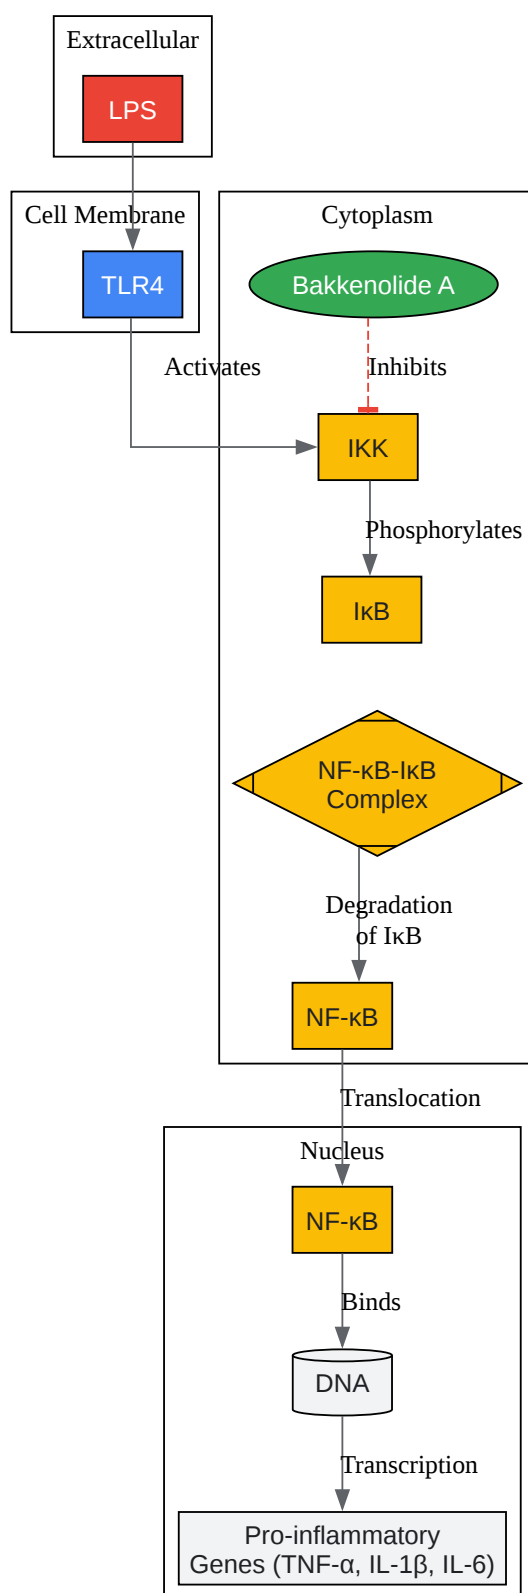 Extracellular
LPS
Cell Membrane
Cytoplasm
TLR4
Bakkenolide A
Activates
Inhibits
IKK
Phosphorylates
IκB
NF-κB-IκB
Complex
Degradation
of IκB
NF-κB
Translocation
Nucleus
NF-κB
Binds
DNA
Transcription
Pro-inflammatory
Genes (TNF-α, IL-1β, IL-6)